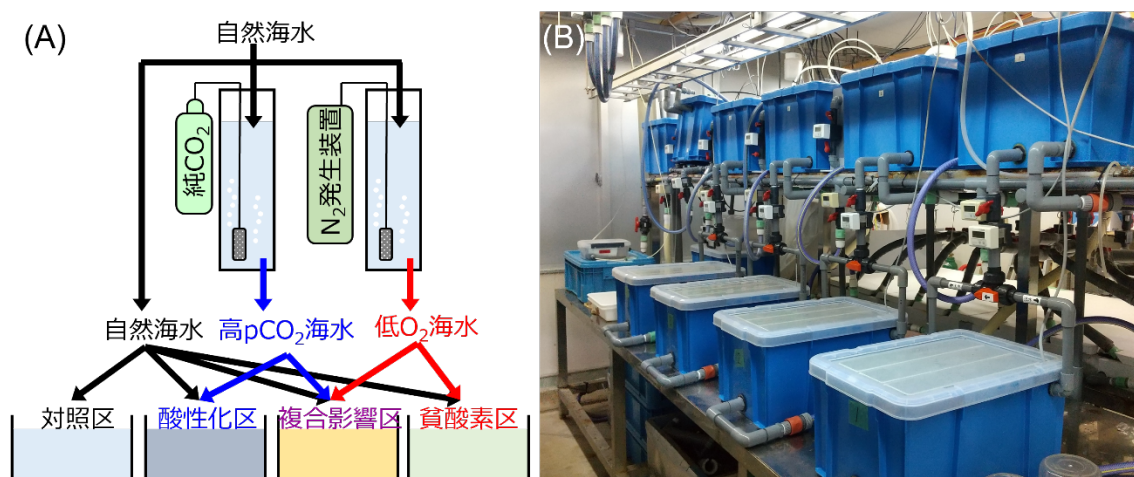 (A)
自然海水
純CO₂
N₂発生装置
自然海水
高pCO₂海水
低O₂海水
対照区
酸性化区
複合影響区
貧酸素区
(B)